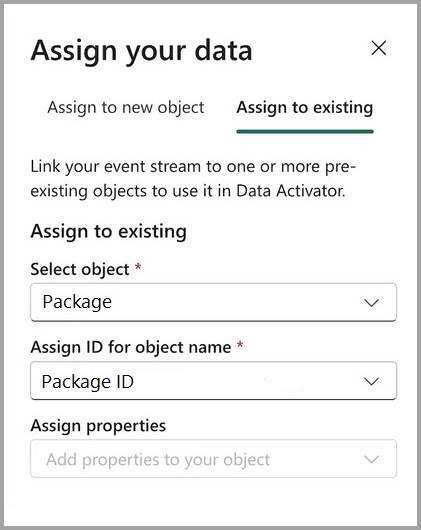 Assign your data
Assign to new object Assign to existing
Link your event stream to one or more pre-
existing objects to use it in Data Activator.
Assign to existing
Select object *
Package
Assign ID for object name *
Package ID
Assign properties
Add properties to your object